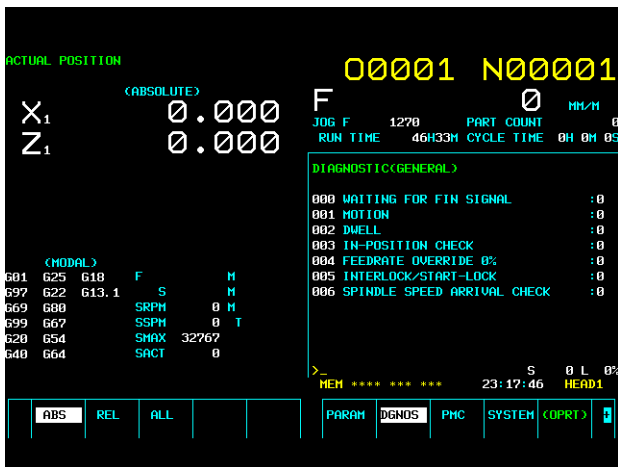 ACTUAL POSITION
(ABSOLUTE)
X1 0.000
Z1 0.000
(MODAL)
G01 G25 G18 F M
G97 G22 G13.1 S M
G69 G80 SRPM 0 M
G99 G67 SSPM 0 T
G20 G54 SMAX 32767
G40 G64 SACT 0
ABS REL ALL
O0001 N00001
F 0 MM/M
JOG F 1270 PART COUNT 0
RUN TIME 46H33M CYCLE TIME 0H 0M 0S
DIAGNOSTIC(GENERAL)
000 WAITING FOR FIN SIGNAL :0
001 MOTION :0
002 DWELL :0
003 IN-POSITION CHECK :0
004 FEEDRATE OVERRIDE 0% :0
005 INTERLOCK/START-LOCK :0
006 SPINDLE SPEED ARRIVAL CHECK :0
>_ S 0 L 0%
MEM **** *** *** 23:17:46 HEAD1
PARAM DGNOS PMC SYSTEM (OPRT) +